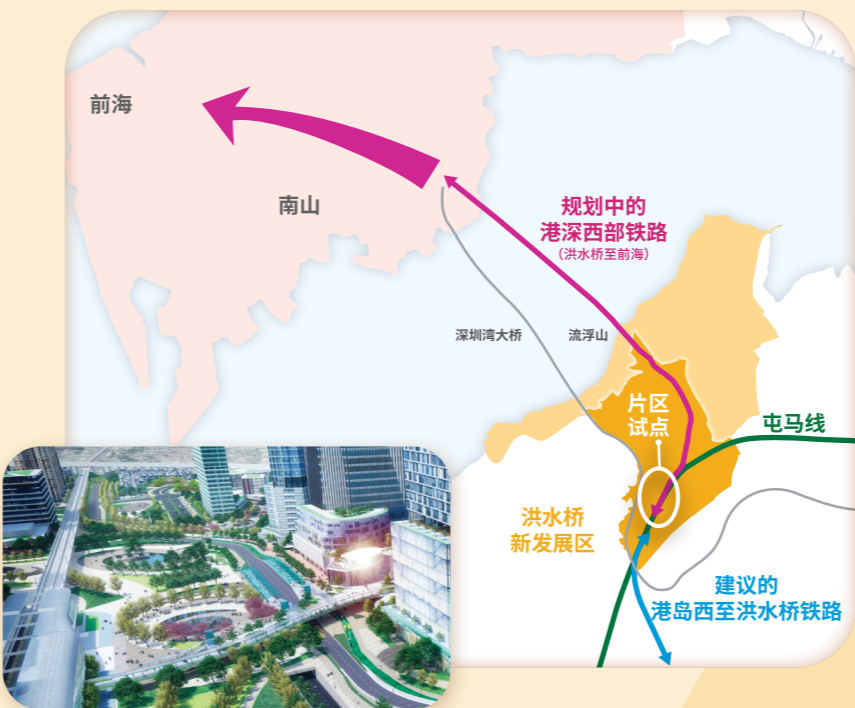 前海
南山
规划中的
港深西部铁路
（洪水桥至前海）
深圳湾大桥
流浮山
片区
试点
屯马线
洪水桥
新发展区
建议的
港岛西至洪水桥铁路